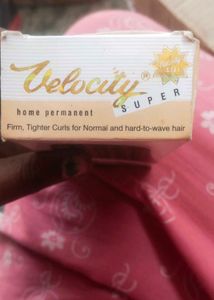 Velocity®
SUPER
home permanent
Firm, Tighter Curls for Normal and hard-to-wave hair